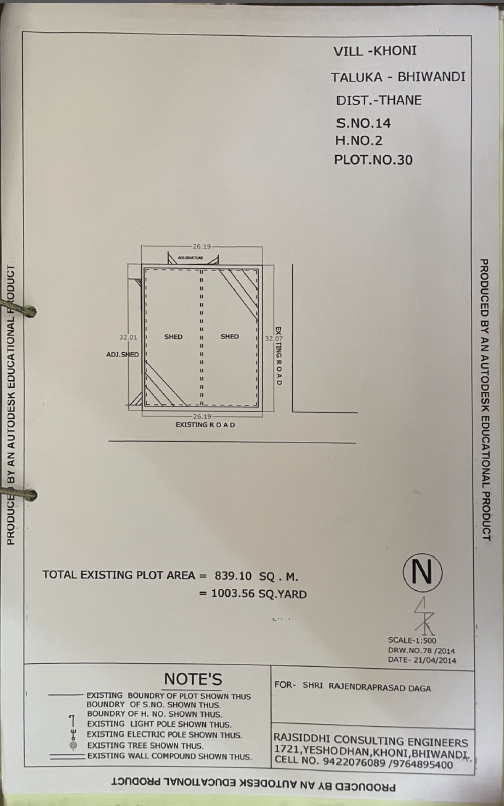 VILL -KHONI
TALUKA - BHIWANDI
DIST.-THANE
S.NO.14
H.NO.2
PLOT.NO.30
26.19
ADJ.STRUCTURE
32.01
SHED
SHED
32.07
ADJ.SHED
EXISTING ROAD
26.19
EXISTING ROAD
PRODUCED BY AN AUTODESK EDUCATIONAL PRODUCT
PRODUCED BY AN AUTODESK EDUCATIONAL PRODUCT
TOTAL EXISTING PLOT AREA = 839.10 SQ . M.
= 1003.56 SQ.YARD
N
SCALE-1:500
DRW.NO.78 /2014
DATE- 21/04/2014
NOTE'S
EXISTING BOUNDRY OF PLOT SHOWN THUS
BOUNDRY OF S.NO. SHOWN THUS.
BOUNDRY OF H. NO. SHOWN THUS.
EXISTING LIGHT POLE SHOWN THUS.
EXISTING ELECTRIC POLE SHOWN THUS.
EXISTING TREE SHOWN THUS.
EXISTING WALL COMPOUND SHOWN THUS.
FOR- SHRI RAJENDRAPRASAD DAGA
RAJSIDDHI CONSULTING ENGINEERS
1721,YESHODHAN,KHONI,BHIWANDI.
CELL NO. 9422076089 /9764895400
PRODUCED BY AN AUTODESK EDUCATIONAL PRODUCT